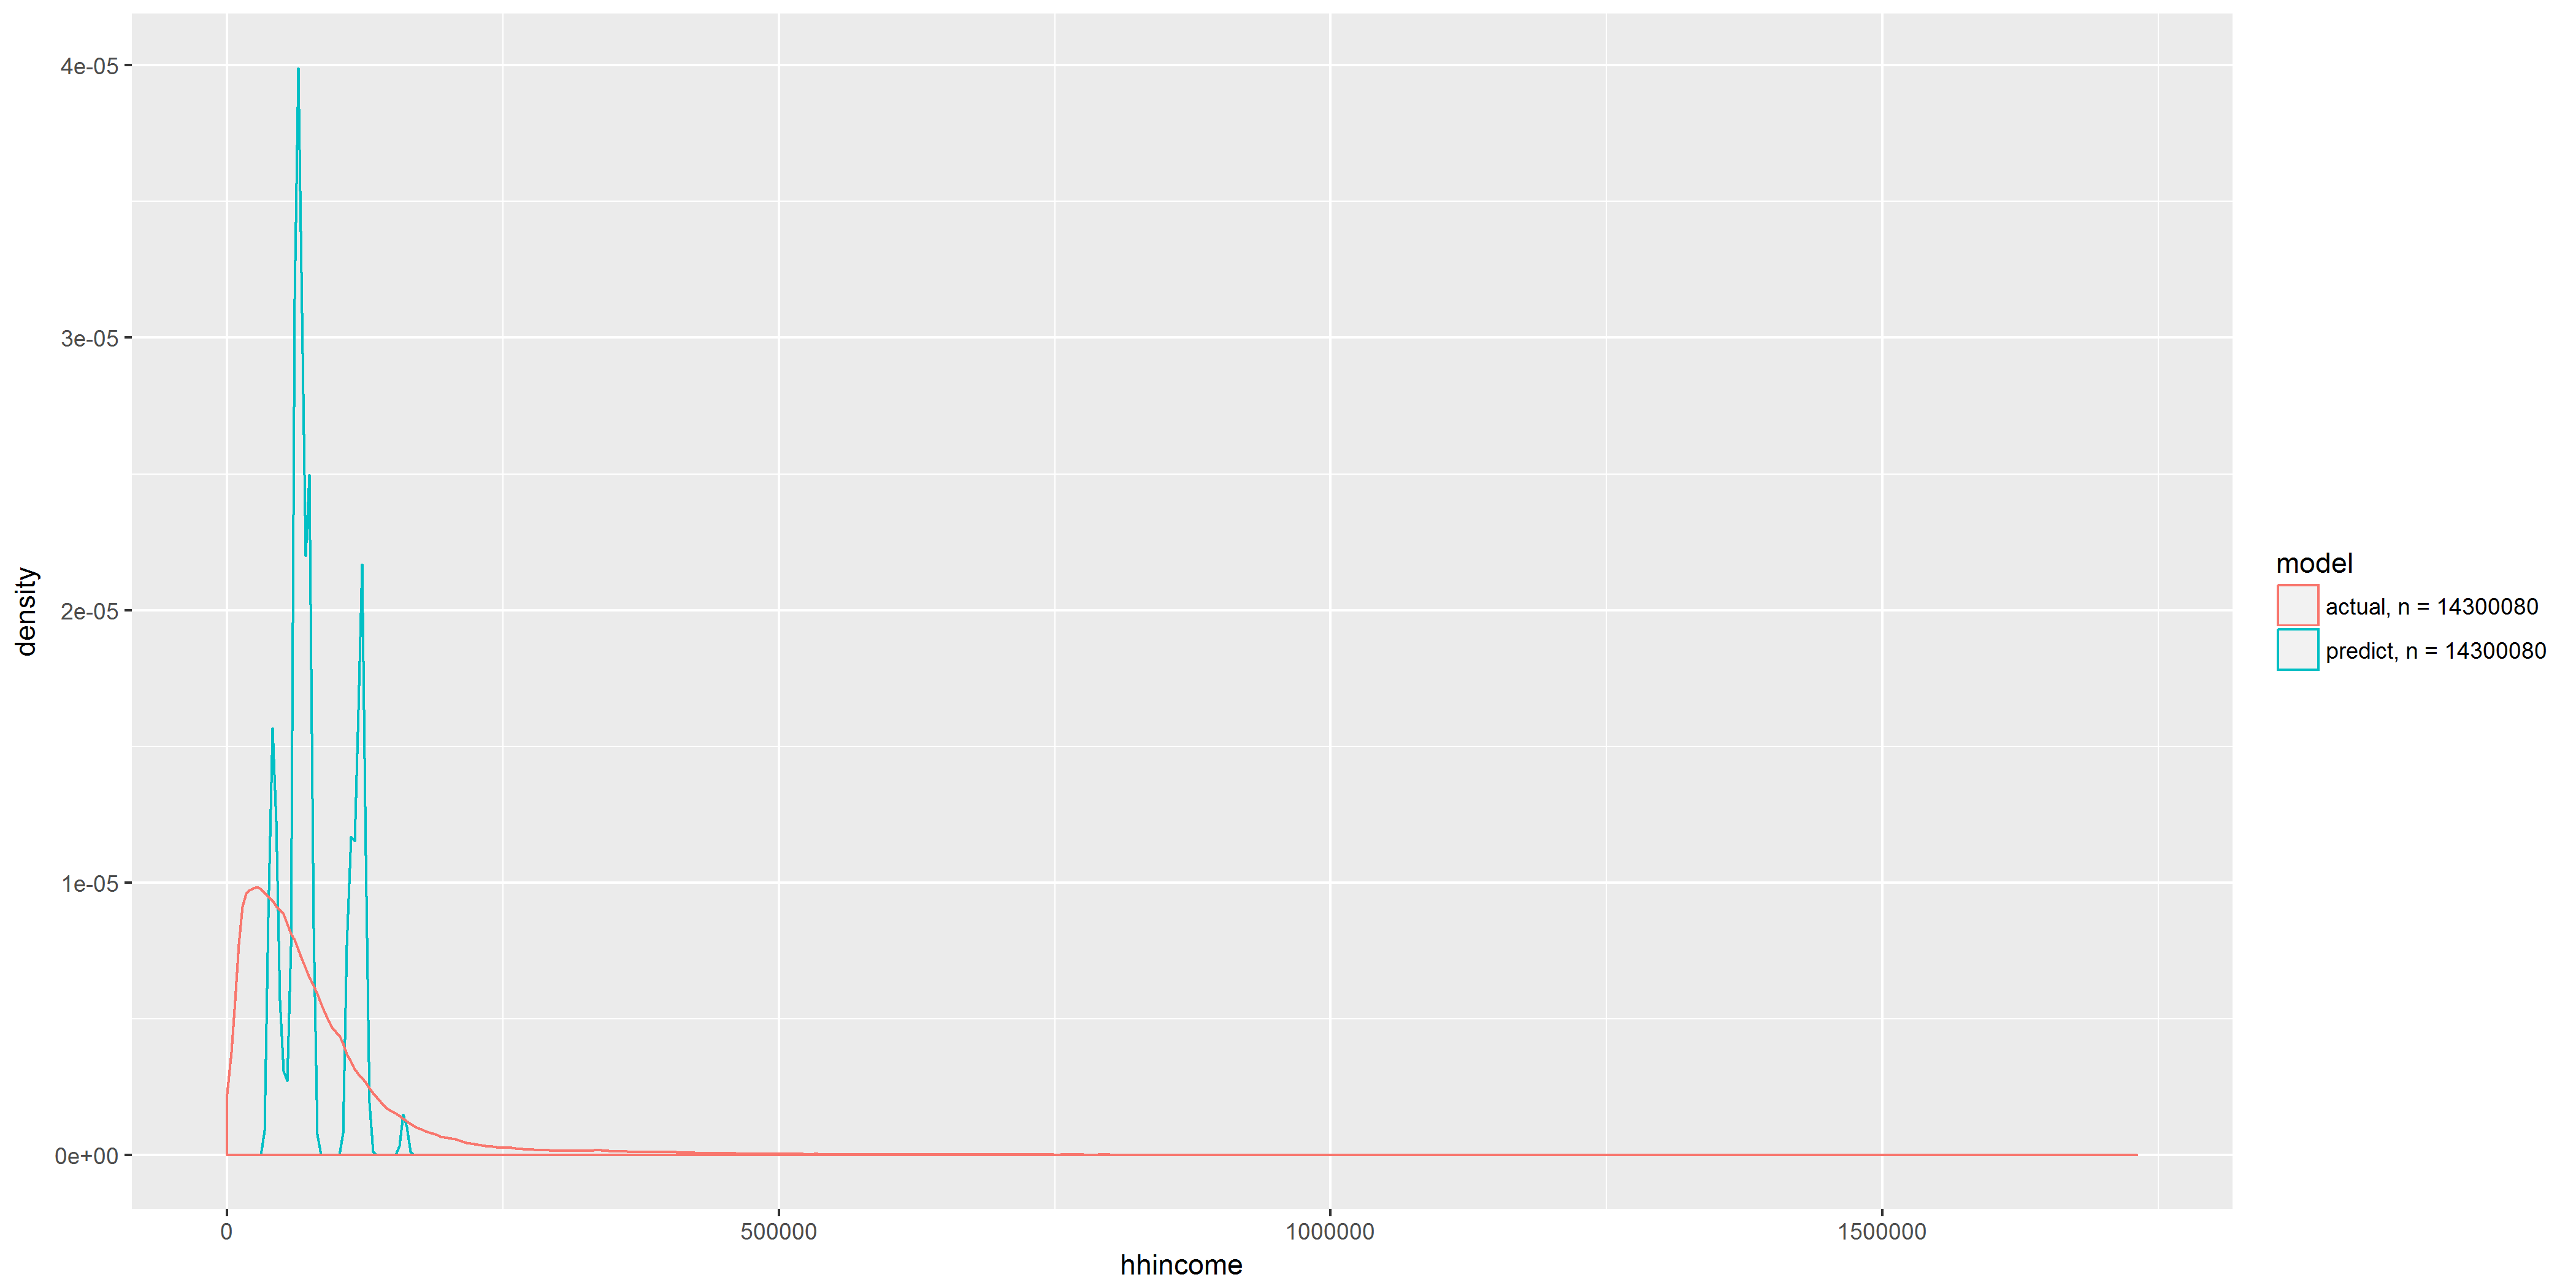 4e-05
3e-05
2e-05
1e-05
0e+00
density
0
500000
1000000
1500000
hhincome
model
actual, n = 14300080
predict, n = 14300080